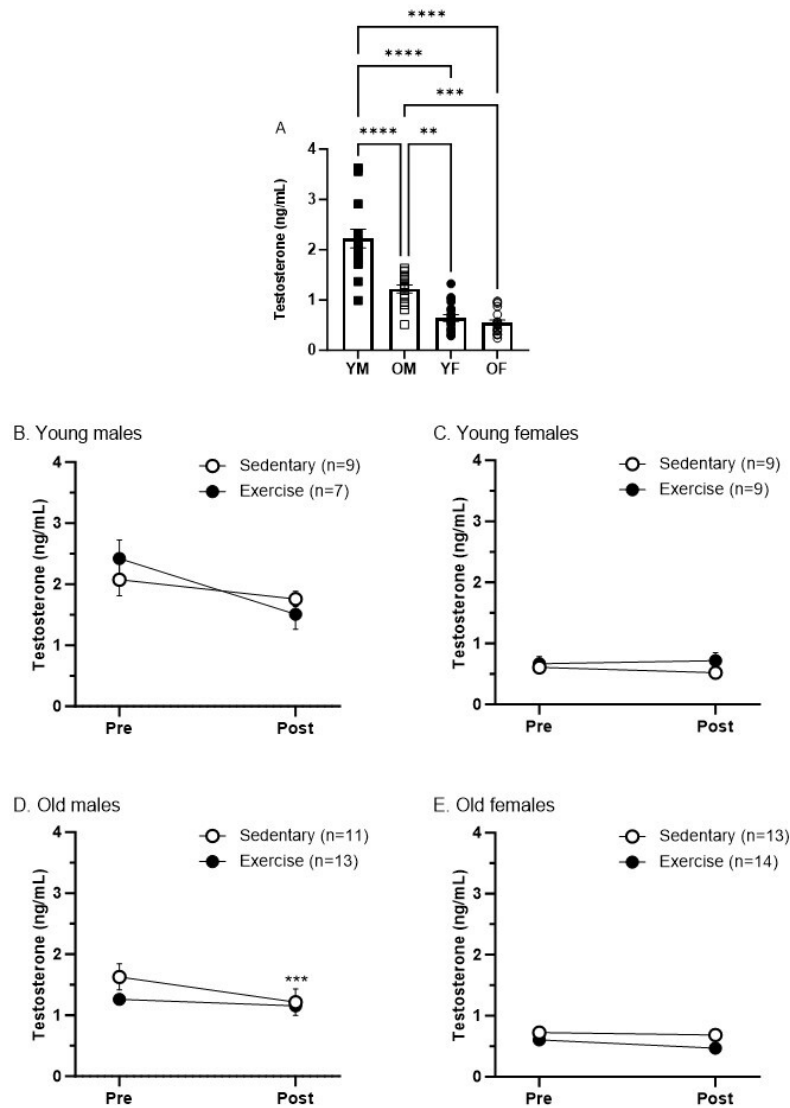 ****
****
***
A
**** **
4
3
2
1
0
Testosterone (ng/mL)
YM OM YF OF
B. Young males
Sedentary (n=9)
Exercise (n=7)
4
3
2
1
0
Testosterone (ng/mL)
Pre Post
C. Young females
Sedentary (n=9)
Exercise (n=9)
4
3
2
1
0
Testosterone (ng/mL)
Pre Post
D. Old males
Sedentary (n=11)
Exercise (n=13)
4
3
2
1
0
Testosterone (ng/mL)
***
Pre Post
E. Old females
Sedentary (n=13)
Exercise (n=14)
4
3
2
1
0
Testosterone (ng/mL)
Pre Post